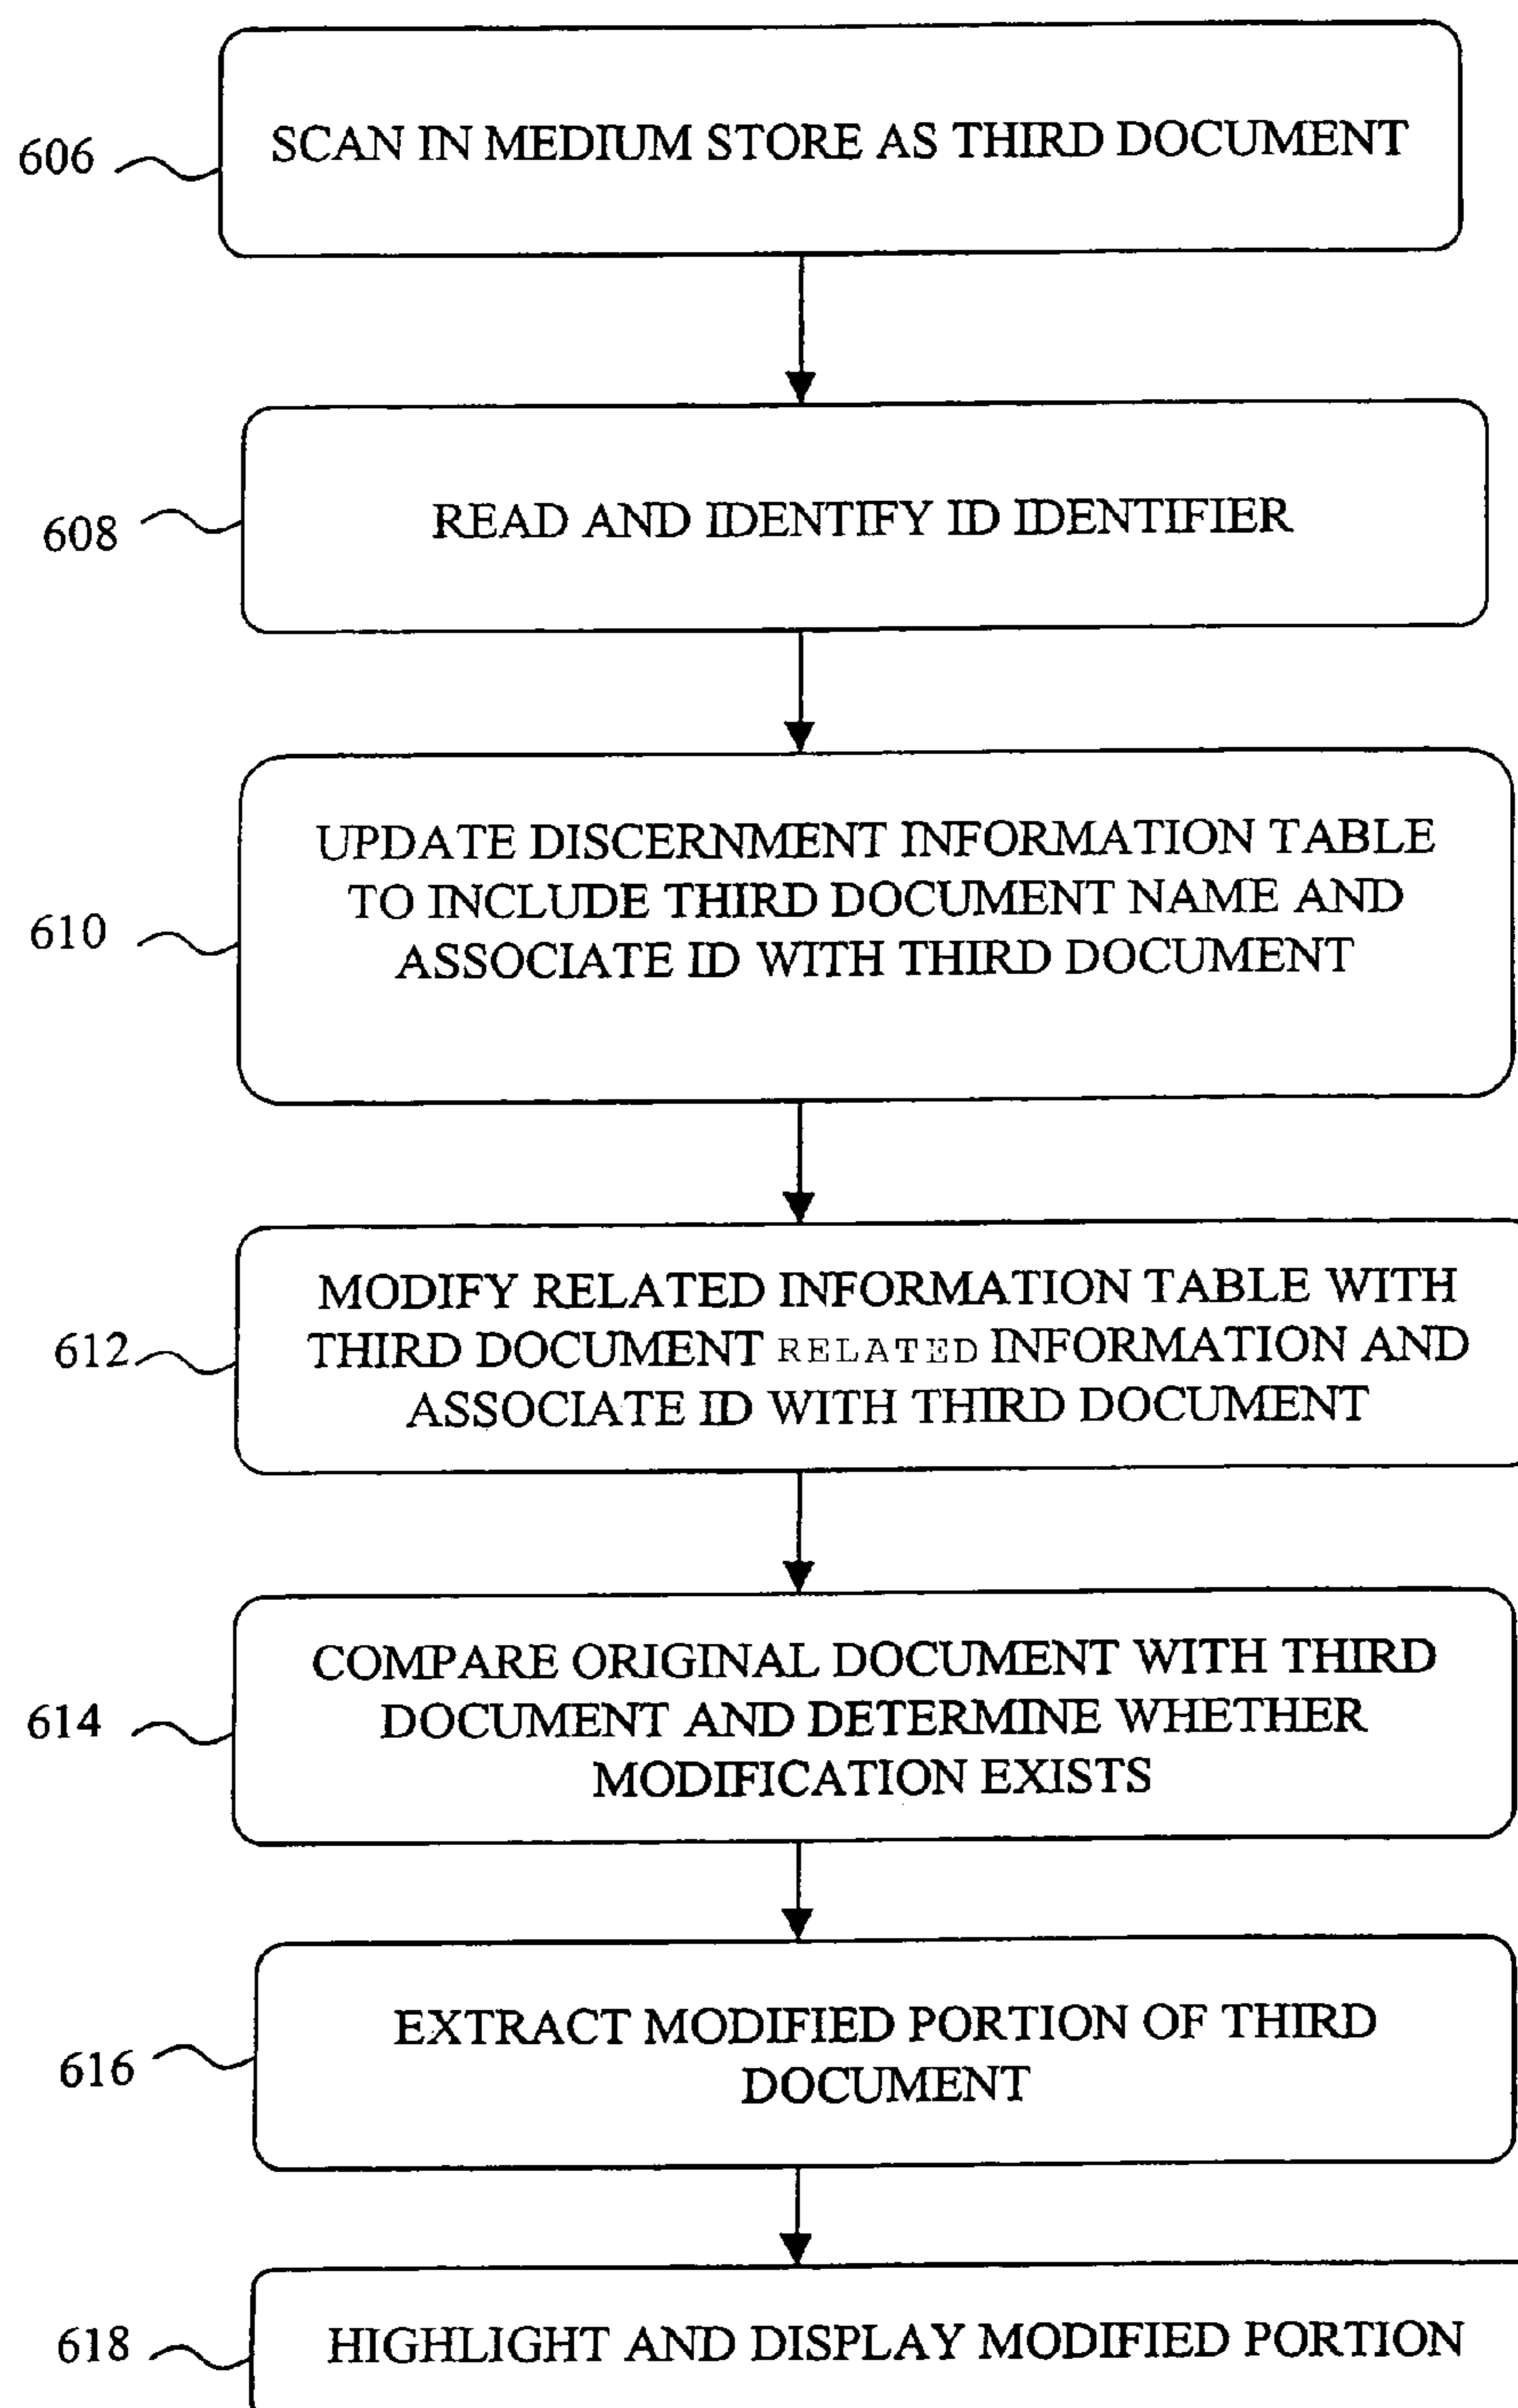 606
SCAN IN MEDIUM STORE AS THIRD DOCUMENT
608
READ AND IDENTIFY ID IDENTIFIER
610
UPDATE DISCERNMENT INFORMATION TABLE
TO INCLUDE THIRD DOCUMENT NAME AND
ASSOCIATE ID WITH THIRD DOCUMENT
612
MODIFY RELATED INFORMATION TABLE WITH
THIRD DOCUMENT RELATED INFORMATION AND
ASSOCIATE ID WITH THIRD DOCUMENT
614
COMPARE ORIGINAL DOCUMENT WITH THIRD
DOCUMENT AND DETERMINE WHETHER
MODIFICATION EXISTS
616
EXTRACT MODIFIED PORTION OF THIRD
DOCUMENT
618
HIGHLIGHT AND DISPLAY MODIFIED PORTION